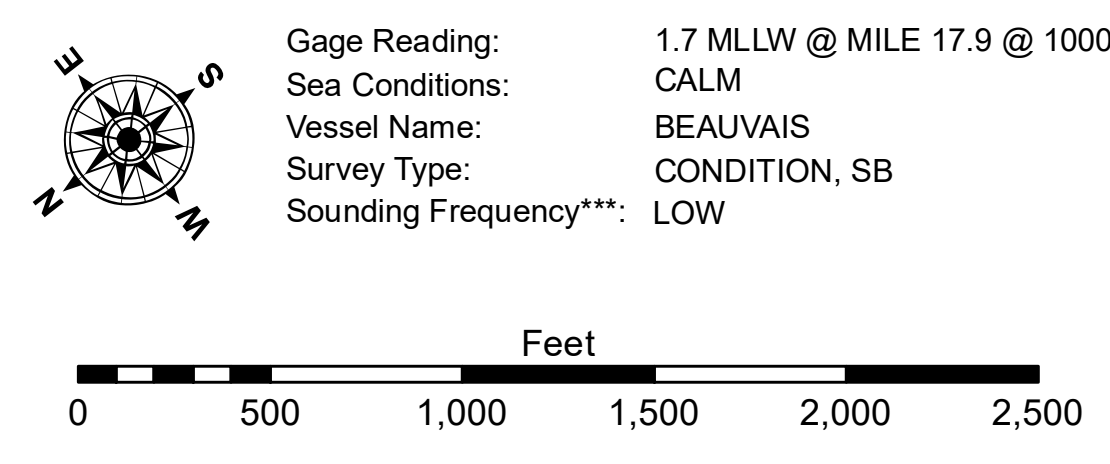 E
S
N
W
Gage Reading: 1.7 MLLW @ MILE 17.9 @ 1000
Sea Conditions: CALM
Vessel Name: BEAUVAIS
Survey Type: CONDITION, SB
Sounding Frequency***: LOW
Feet
0 500 1,000 1,500 2,000 2,500